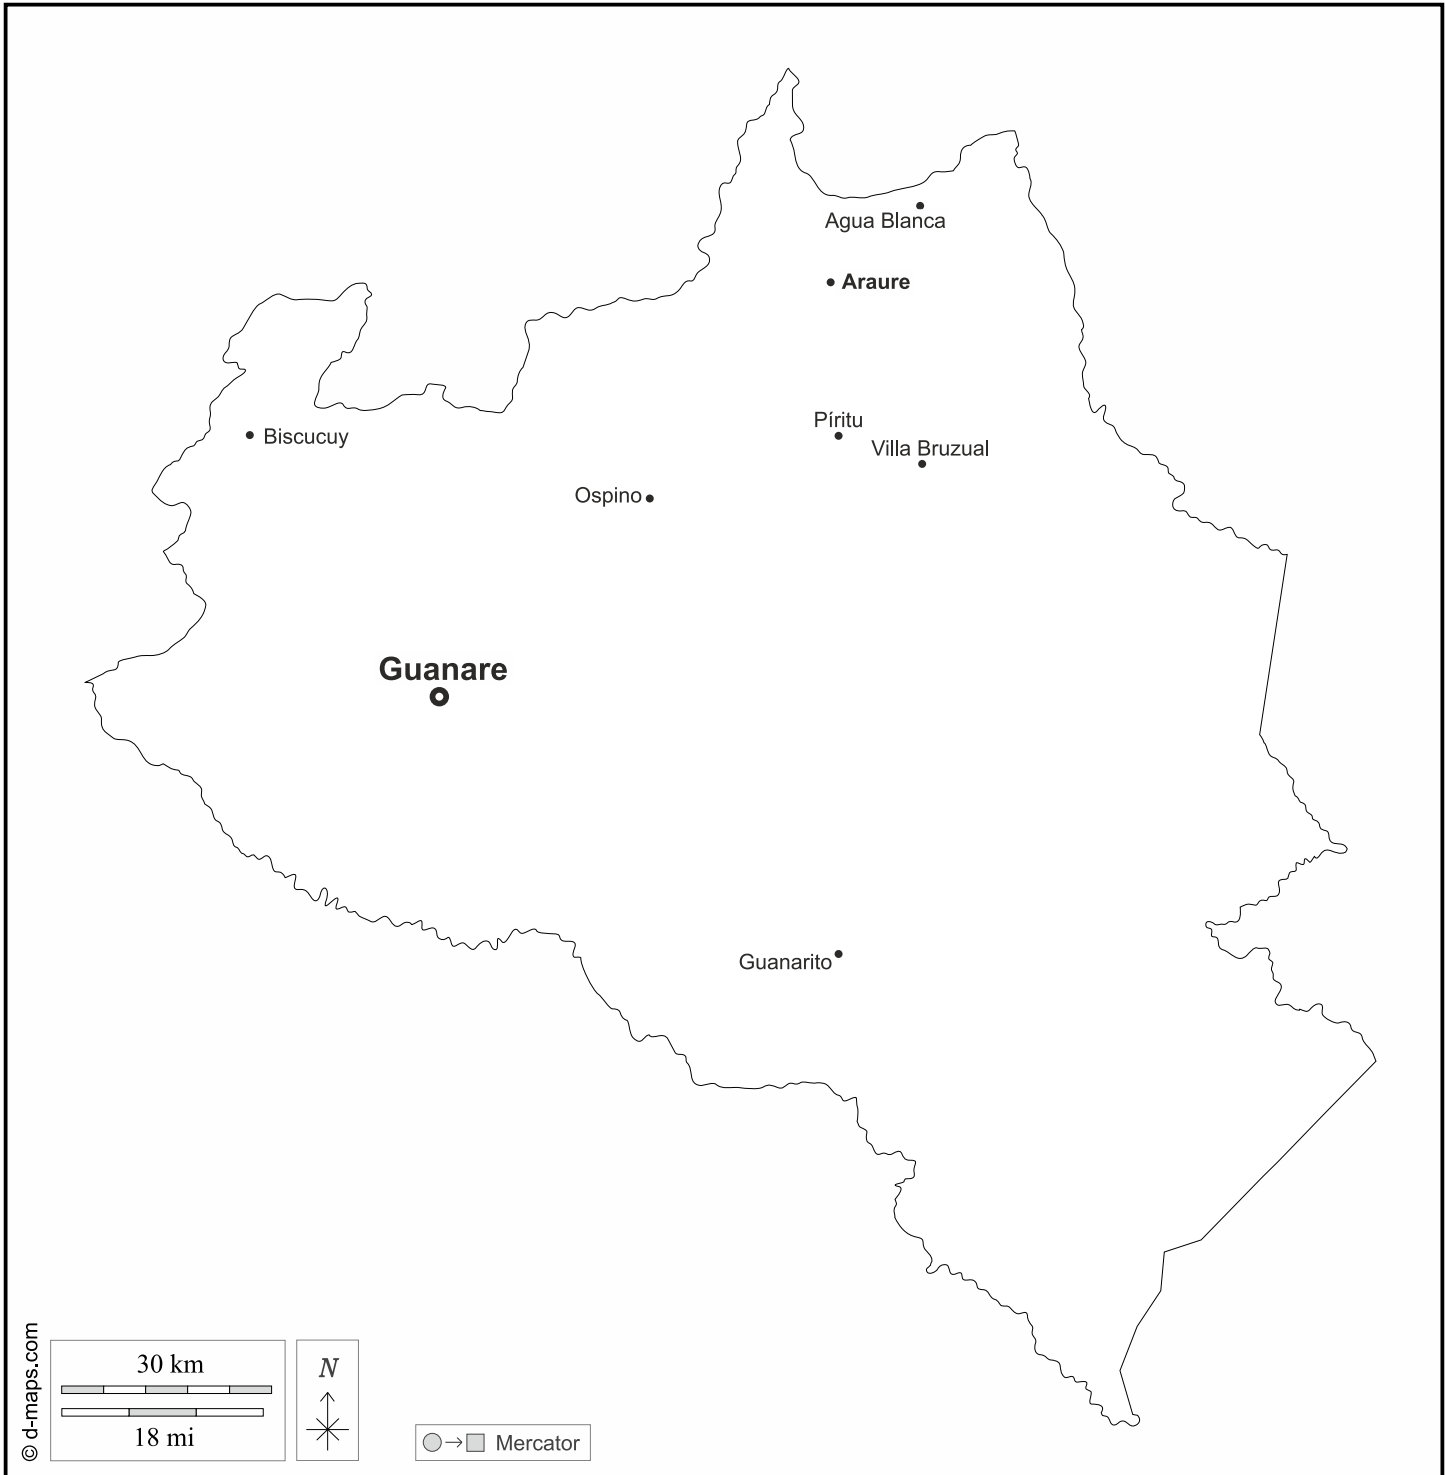 Agua Blanca
Araure
Píritu
Biscucuy
Villa Bruzual
Ospino
Guanare
Guanarito
© d-maps.com
30 km
18 mi
N
Mercator